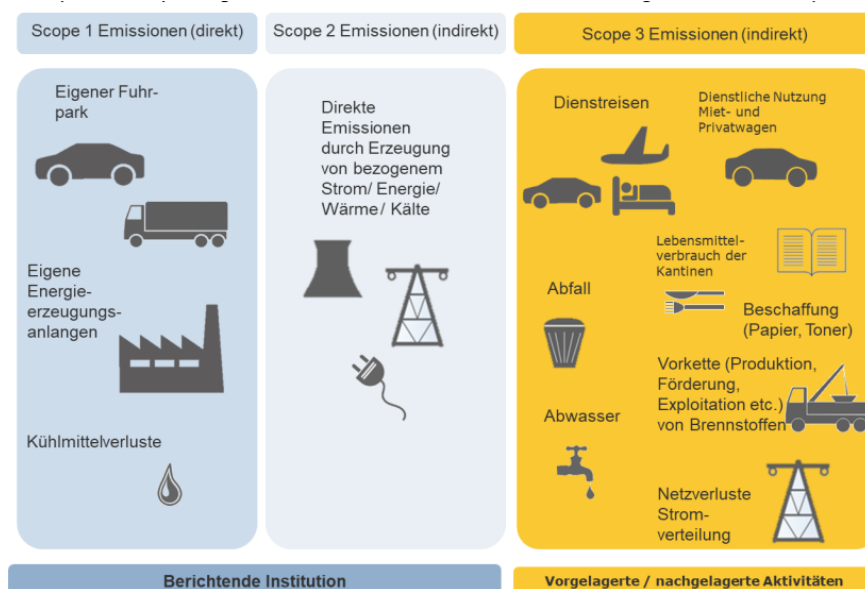 Scope 1 Emissionen (direkt)
Scope 2 Emissionen (indirekt)
Scope 3 Emissionen (indirekt)
Eigener Fuhr-
park
Eigene
Energie-
erzeugungs-
anlangen
Kühlmittelverluste
Direkte
Emissionen
durch Erzeugung
von bezogenem
Strom/ Energie/
Wärme/ Kälte
Dienstreisen
Dienstliche Nutzung
Miet- und
Privatwagen
Lebensmittel-
verbrauch der
Kantinen
Abfall
Beschaffung
(Papier, Toner)
Vorkette (Produktion,
Förderung,
Exploitation etc.)
von Brennstoffen
Abwasser
Netzverluste
Strom-
verteilung
Berichtende Institution
Vorgelagerte / nachgelagerte Aktivitäten